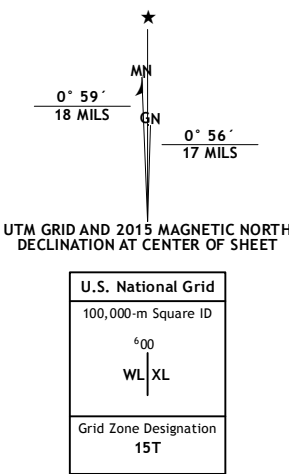 MN
0° 59´
18 MILS
GN
0° 56´
17 MILS
UTM GRID AND 2015 MAGNETIC NORTH
DECLINATION AT CENTER OF SHEET
U.S. National Grid
100,000-m Square ID
⁶00
WL XL
Grid Zone Designation
15T